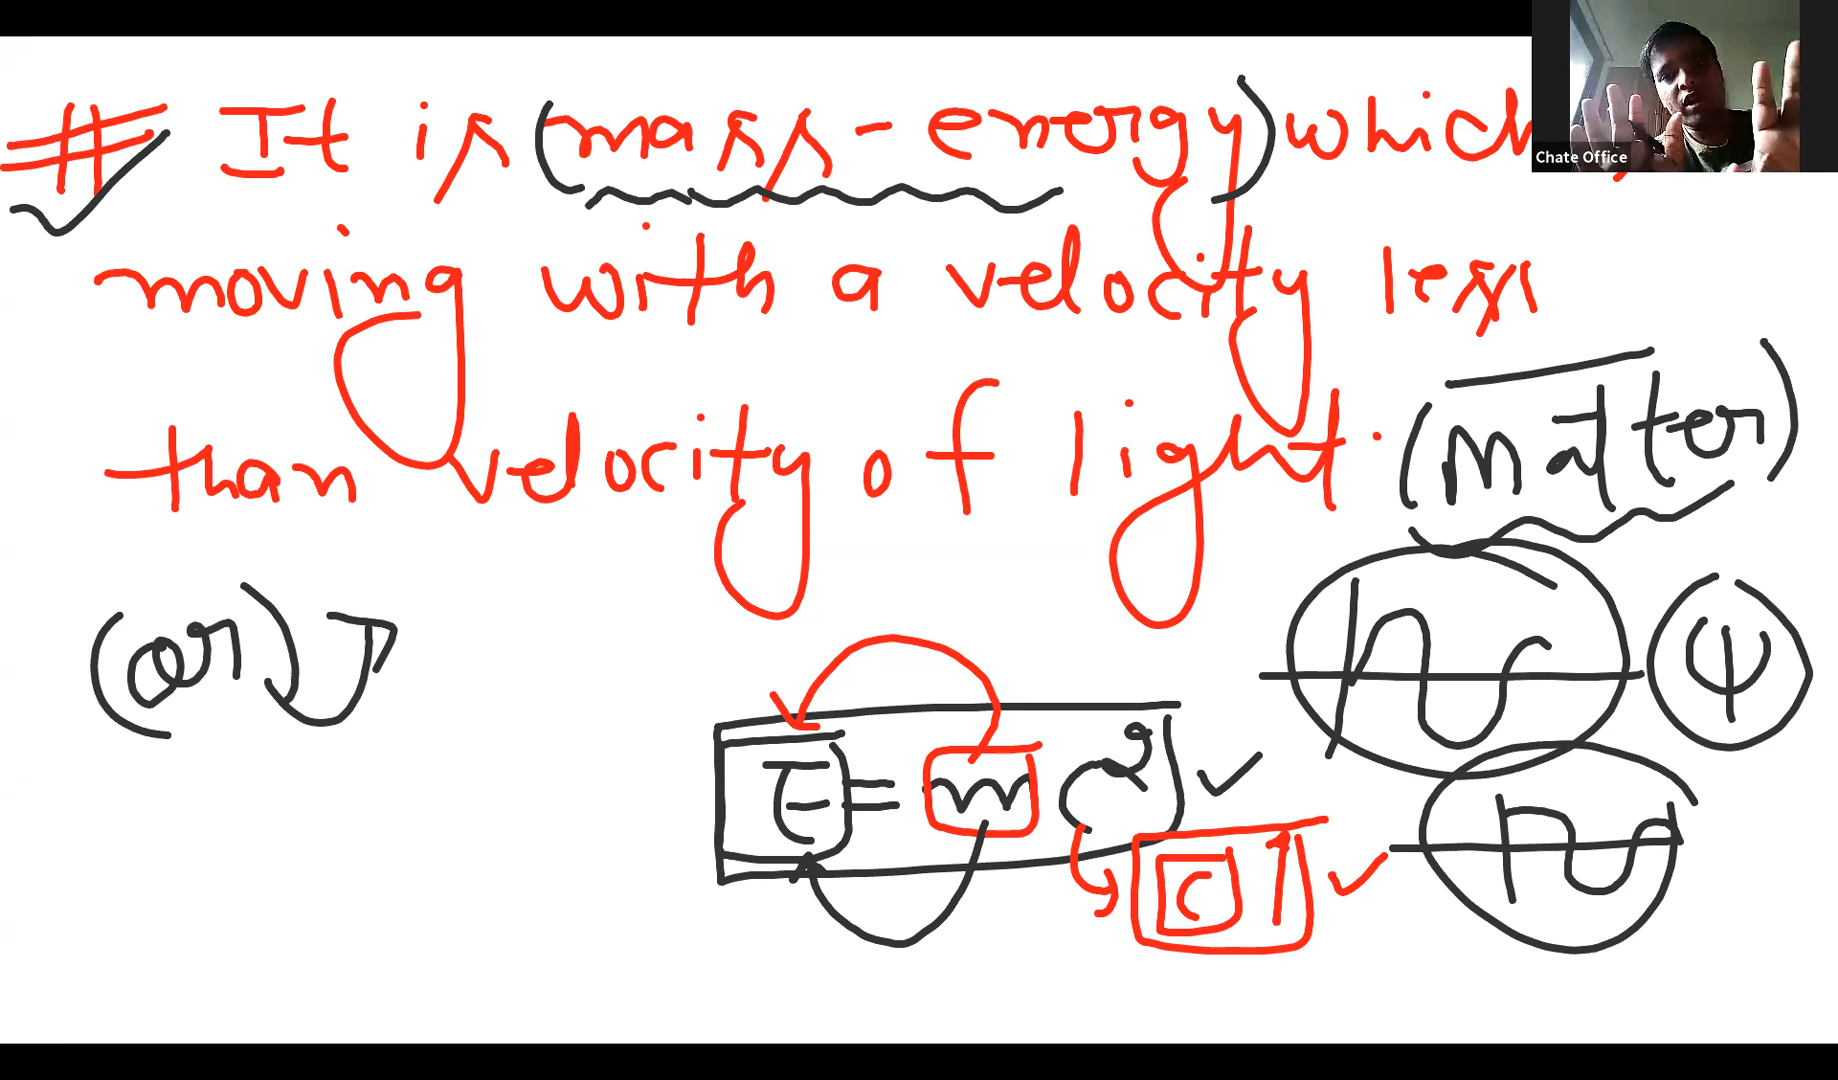 # It is (mass-energy) which
Chate Office
moving with a velocity less
than velocity of light. (Matter)
(or)
ψ
E = mc²
C ↑